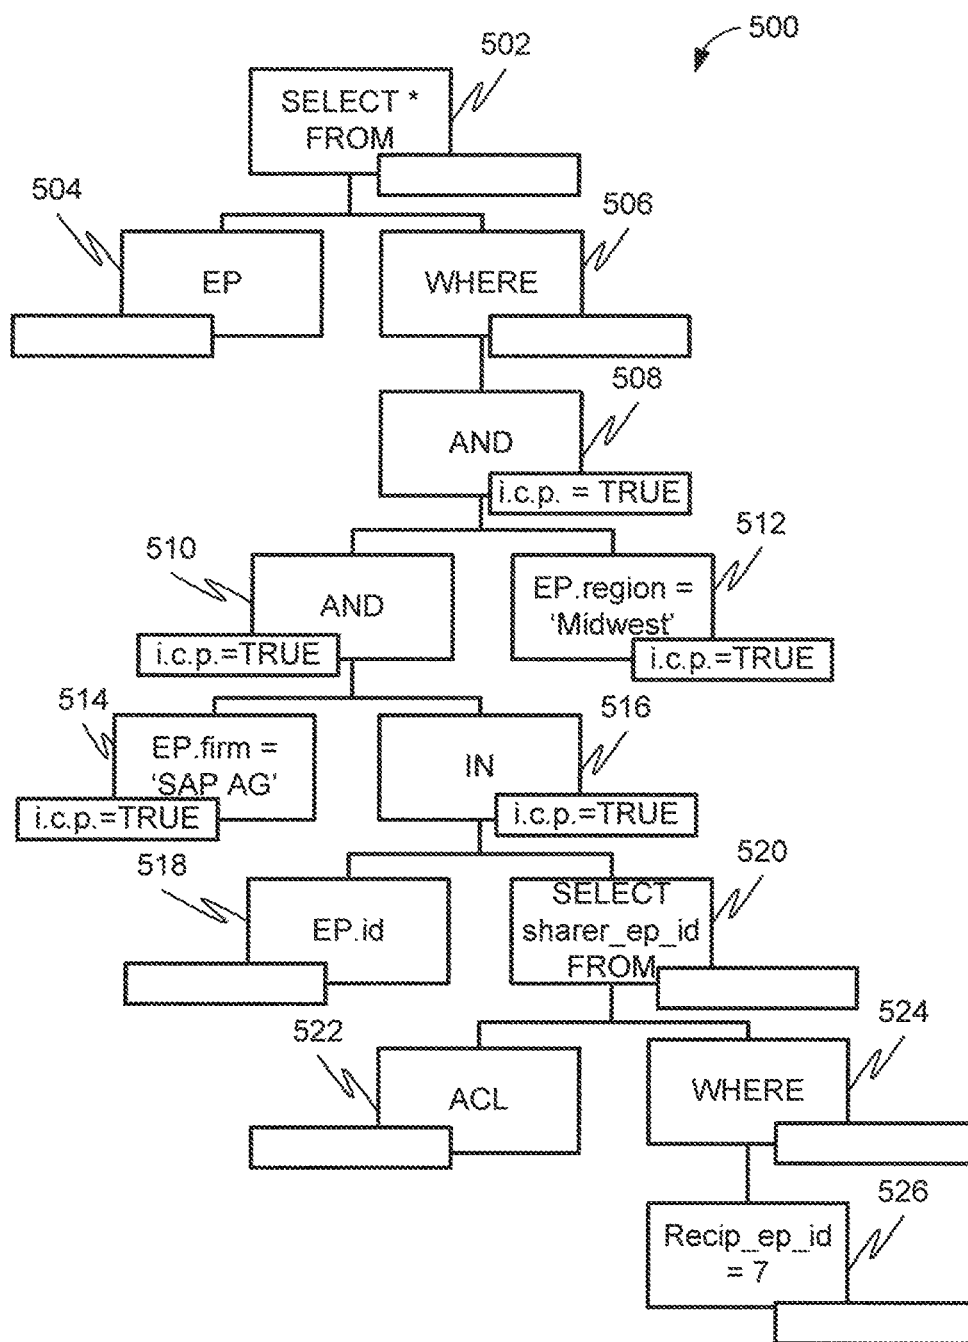 500
502
SELECT *
FROM
504
EP
506
WHERE
508
AND
i.c.p. = TRUE
510
AND
i.c.p.=TRUE
512
EP.region =
‘Midwest’
i.c.p.=TRUE
514
EP.firm =
‘SAP AG’
i.c.p.=TRUE
516
IN
i.c.p.=TRUE
518
EP.id
520
SELECT
sharer_ep_id
FROM
522
ACL
524
WHERE
526
Recip_ep_id
= 7